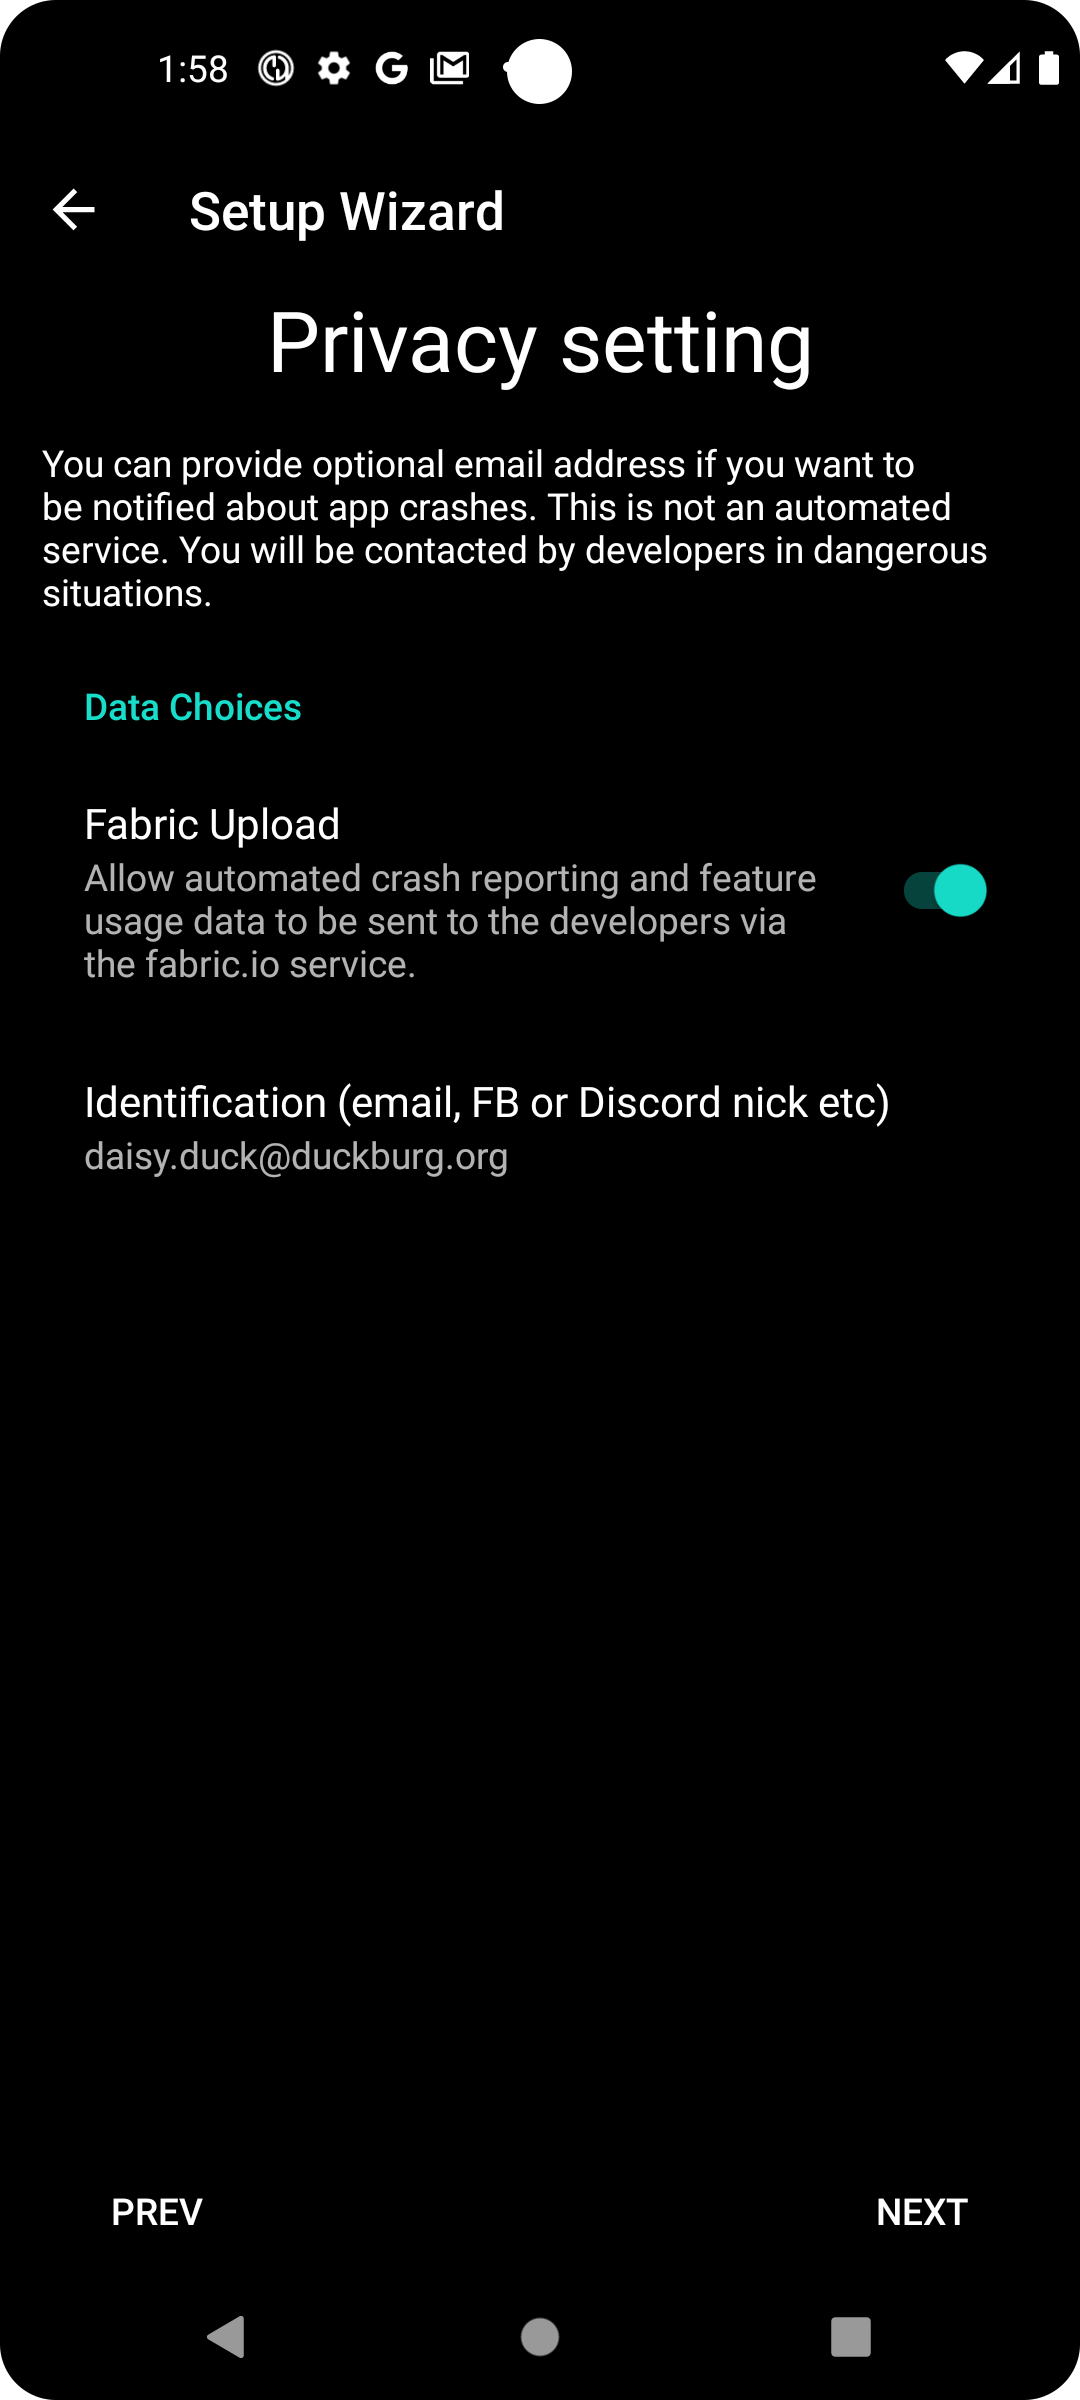 1:58
Setup Wizard
Privacy setting
You can provide optional email address if you want to
be notified about app crashes. This is not an automated
service. You will be contacted by developers in dangerous
situations.
Data Choices
Fabric Upload
Allow automated crash reporting and feature
usage data to be sent to the developers via
the fabric.io service.
Identification (email, FB or Discord nick etc)
daisy.duck@duckburg.org
PREV
NEXT